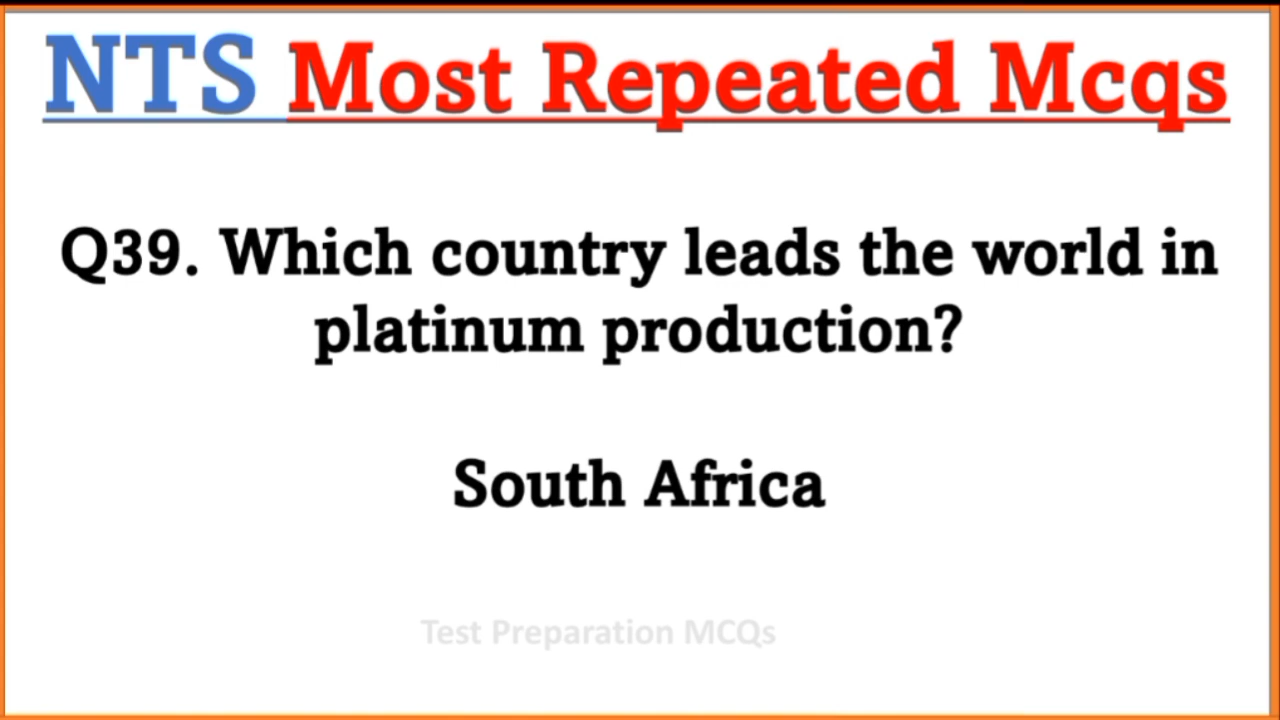 NTS Most Repeated Mcqs
Q39. Which country leads the world in
platinum production?
South Africa
Test Preparation MCQs